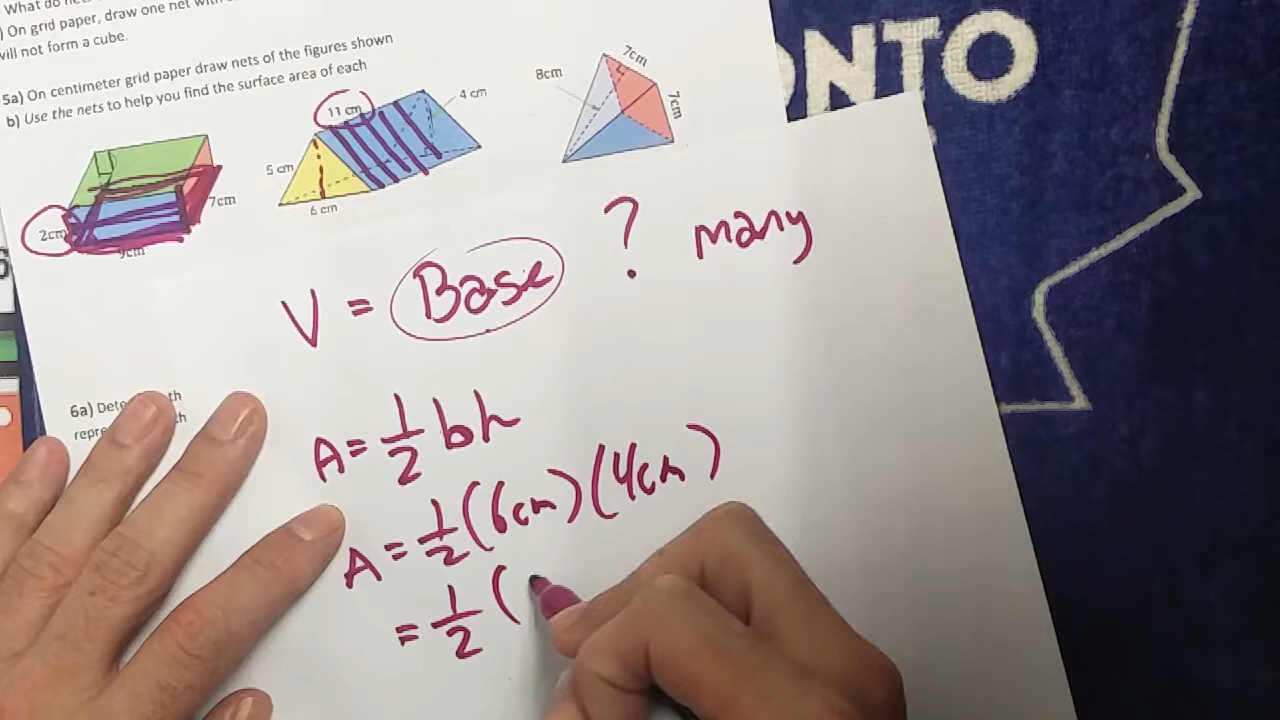 What do
) On grid paper, draw one net
will not form a cube.
5a) On centimeter grid paper draw nets of the figures shown
b) Use the nets to help you find the surface area of each
2cm
9cm
7cm
11 cm
4 cm
5 cm
6 cm
8cm
7cm
7cm
V = Base ? many
6a)
A = 1/2 bh
A = 1/2 (6cm) (4cm)
= 1/2 (
ONTO